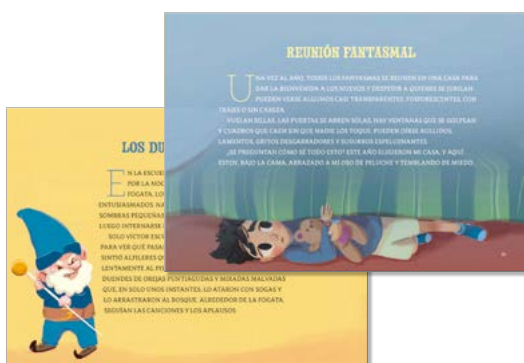 REUNIÓN FANTASMAL
UNA VEZ AL AÑO, TODOS LOS FANTASMAS SE REÚNEN EN UNA CASA PARA
DAR LA BIENVENIDA A LOS NUEVOS Y DESPEDIR A QUIENES SE JUBILAN.
PUEDEN VERSE ALGUNOS CASI TRANSPARENTES, FOSFORESCENTES, CON
TRAJES O SIN CABEZA.
VUELAN SILLAS, LAS PUERTAS SE ABREN SOLAS, HAY VENTANAS QUE SE GOLPEAN
Y CUADROS QUE CAEN SIN QUE NADIE LOS TOQUE. PUEDEN OÍRSE AULLIDOS,
LAMENTOS, GRITOS DESGARRADORES Y SUSURROS ESPELUZNANTES.
¿SE PREGUNTAN CÓMO SÉ TODO ESTO? ESTE AÑO ELIGIERON MI CASA, Y AQUÍ
ESTOY, BAJO LA CAMA, ABRAZADO A MI OSO DE PELUCHE Y TEMBLANDO DE MIEDO.
LOS DU
EN LA ESCUE
POR LA NOC
FOGATA, LO
ENTUSIASMADOS NA
SOMBRAS PEQUEÑAS
LUEGO INTERNARSE
SOLO VÍCTOR ESCU
PARA VER QUÉ PASA
SINTIÓ ALFILERES Q
LENTAMENTE AL
DUENDES DE OREJAS PUNTIAGUDAS Y MIRADAS MALVADAS
QUE, EN SOLO UNOS INSTANTES, LO ATARON CON SOGAS Y
LO ARRASTRARON AL BOSQUE. ALREDEDOR DE LA FOGATA,
SEGUÍAN LAS CANCIONES Y LOS APLAUSOS.